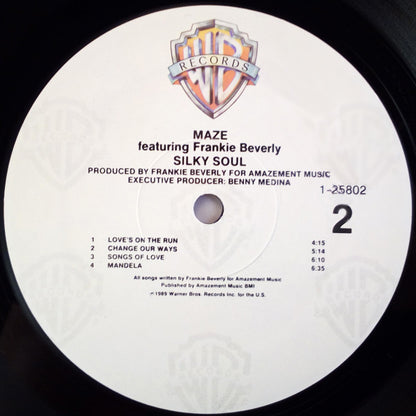 WB
RECORDS
MAZE
featuring Frankie Beverly
SILKY SOUL
PRODUCED BY FRANKIE BEVERLY FOR AMAZEMENT MUSIC
EXECUTIVE PRODUCER: BENNY MEDINA
1-25802
2
1 LOVE'S ON THE RUN 4:15
2 CHANGE OUR WAYS 5:14
3 SONGS OF LOVE 6:10
4 MANDELA 6:35
All songs written by Frankie Beverly for Amazement Music
Published by Amazement Music BMI
©1989 Warner Bros. Records Inc. for the U.S.